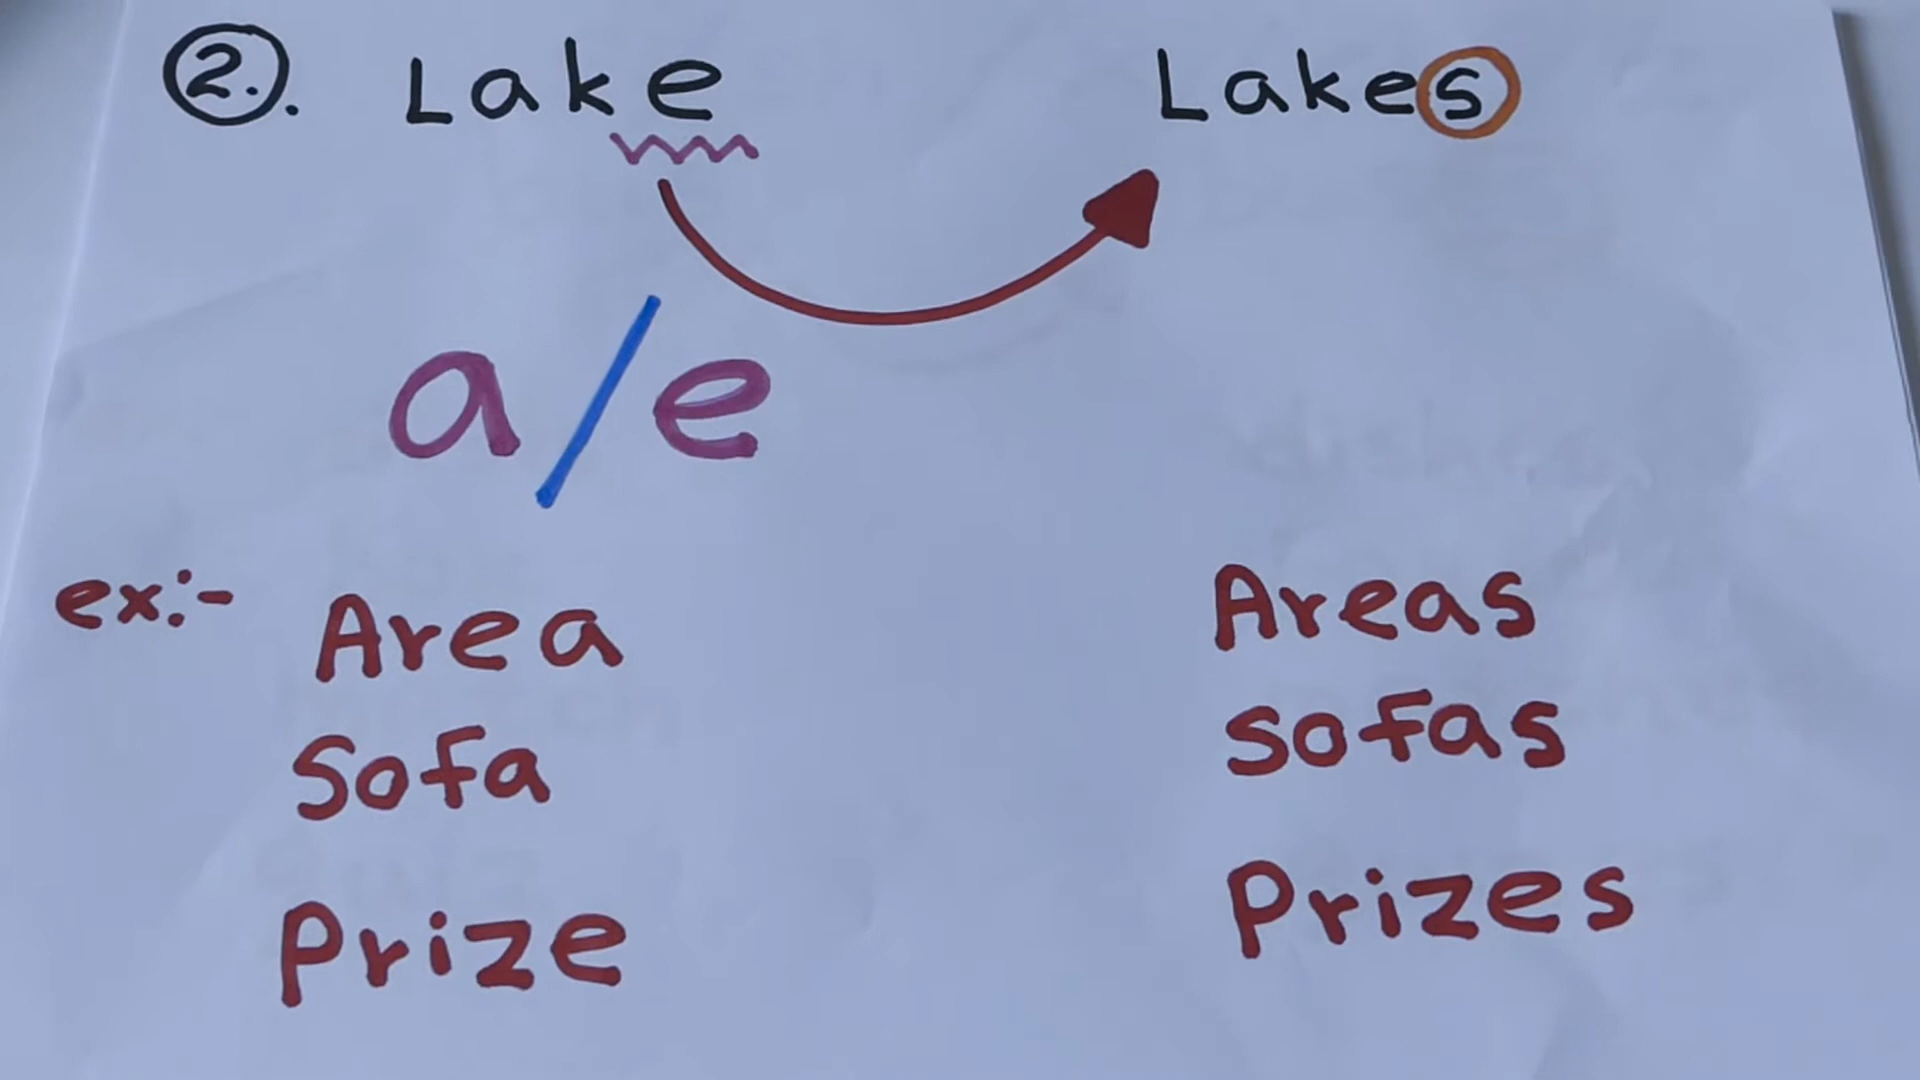 2. Lake Lakes
a/e
ex:- Area Areas
Sofa sofas
Prize Prizes